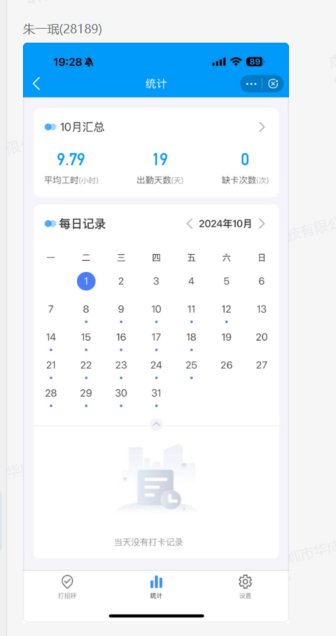 朱一珉(28189)
19:28 89
统计
10月汇总
9.79 19 0
平均工时(小时) 出勤天数(天) 缺卡次数(次)
每日记录 2024年10月
一 二 三 四 五 六 日
1 2 3 4 5 6
7 8 9 10 11 12 13
14 15 16 17 18 19 20
21 22 23 24 25 26 27
28 29 30 31
当天没有打卡记录
统计 设置